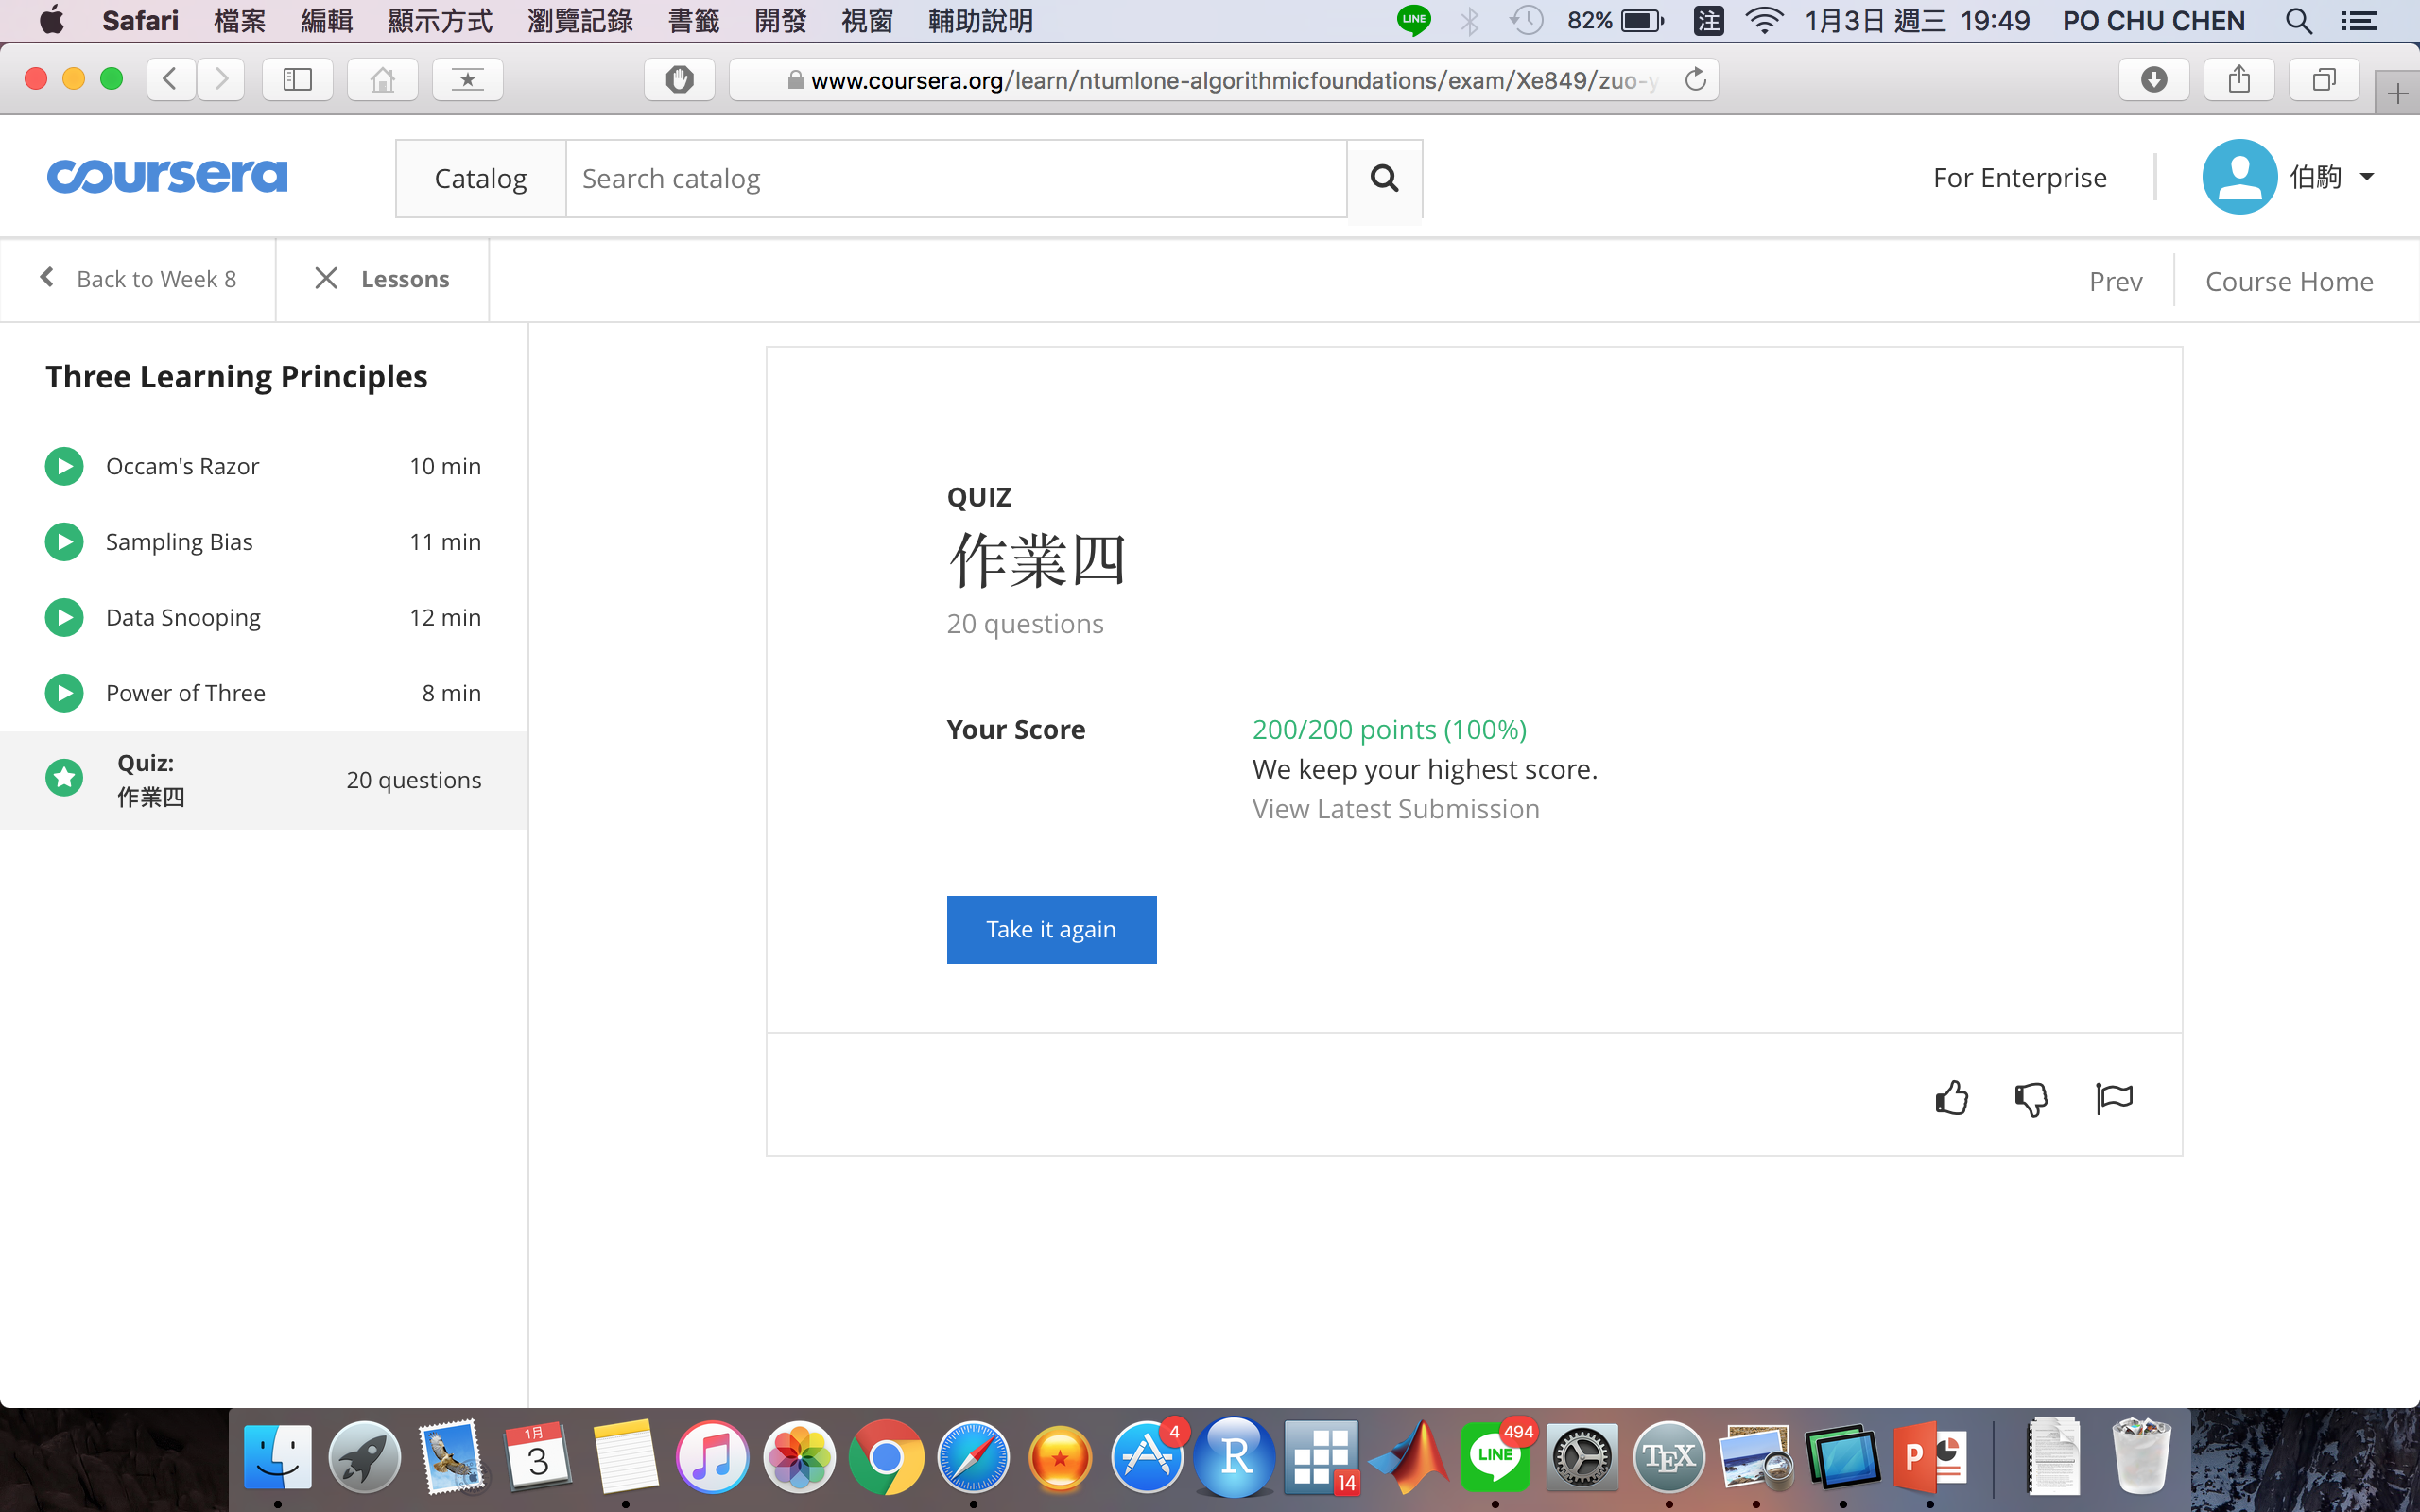 Safari 檔案 編輯 顯示方式 瀏覽記錄 書籤 開發 視窗 輔助說明 LINE 82% 注 1月3日 週三 19:49 PO CHU CHEN
www.coursera.org/learn/ntumlone-algorithmicfoundations/exam/Xe849/zuo-y
coursera Catalog Search catalog For Enterprise 伯駒
Back to Week 8 Lessons Prev Course Home
Three Learning Principles
Occam's Razor 10 min
Sampling Bias 11 min
Data Snooping 12 min
Power of Three 8 min
Quiz:
作業四 20 questions
QUIZ
作業四
20 questions
Your Score 200/200 points (100%)
We keep your highest score.
View Latest Submission
Take it again
1月 3 4 R 14 LINE 494 TEX P